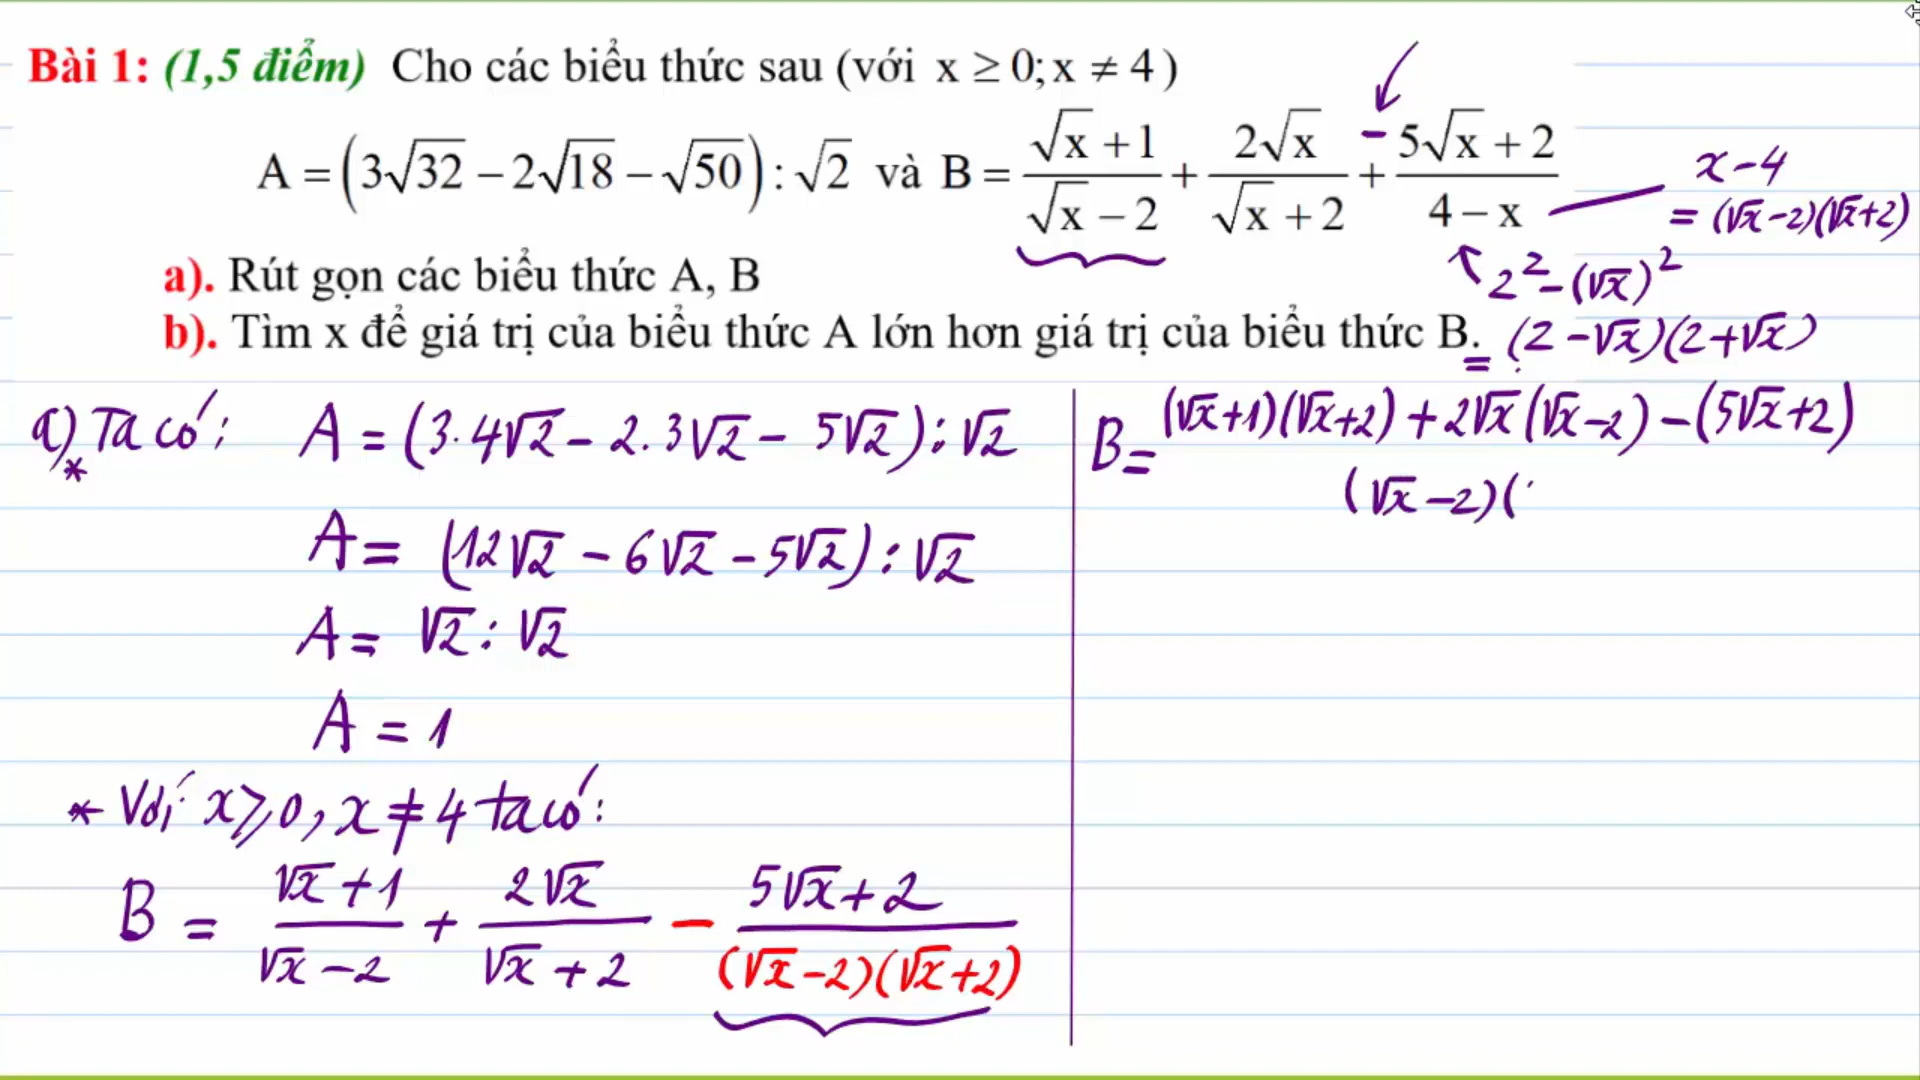 Bài 1: (1,5 điểm) Cho các biểu thức sau (với x ≥ 0; x ≠ 4)
A = (3√32 − 2√18 − √50) : √2 và B = (√x + 1)/(√x − 2) + 2√x/(√x + 2) + (5√x + 2)/(4 − x)
−
x − 4
= (√x − 2)(√x + 2)
a). Rút gọn các biểu thức A, B
2² − (√x)²
b). Tìm x để giá trị của biểu thức A lớn hơn giá trị của biểu thức B.
= (2 − √x)(2 + √x)
a) Ta có: A = (3.4√2 − 2.3√2 − 5√2) : √2
*
A = (12√2 − 6√2 − 5√2) : √2
A = √2 : √2
A = 1
* Với x ≥ 0, x ≠ 4 ta có:
B = (√x + 1)/(√x − 2) + 2√x/(√x + 2) − (5√x + 2)/((√x − 2)(√x + 2))
B = (√x + 1)(√x + 2) + 2√x(√x − 2) − (5√x + 2)
(√x − 2)(